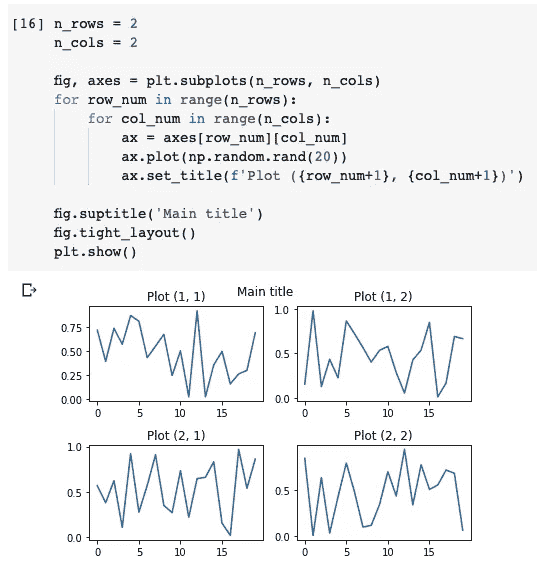 [16] n_rows = 2
n_cols = 2
fig, axes = plt.subplots(n_rows, n_cols)
for row_num in range(n_rows):
for col_num in range(n_cols):
ax = axes[row_num][col_num]
ax.plot(np.random.rand(20))
ax.set_title(f'Plot ({row_num+1}, {col_num+1})')
fig.suptitle('Main title')
fig.tight_layout()
plt.show()
Main title
Plot (1, 1)
0.75
0.50
0.25
0.00
0 5 10 15
Plot (1, 2)
1.0
0.5
0.0
0 5 10 15
Plot (2, 1)
1.0
0.5
0.0
0 5 10 15
Plot (2, 2)
0.5
0.0
0 5 10 15